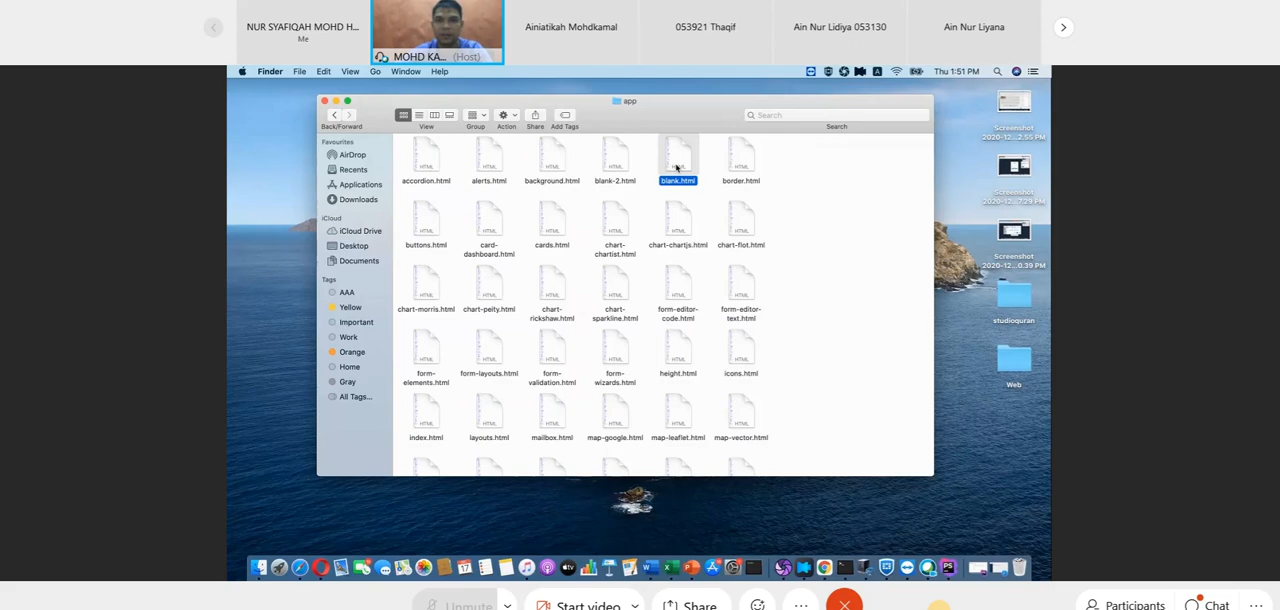 NUR SYAFIQAH MOHD H...
Me
MOHD KA... (Host)
Ainiatikah Mohdkamal
053921 Thaqif
Ain Nur Lidiya 053130
Ain Nur Liyana
Finder File Edit View Go Window Help
Thu 1:51 PM
app
Search
Back/Forward View Group Action Share Add Tags Search
Favourites
AirDrop
Recents
Applications
Downloads
iCloud
iCloud Drive
Desktop
Documents
Tags
AAA
Yellow
Important
Work
Orange
Home
Gray
All Tags...
accordion.html alerts.html background.html blank-2.html blank.html border.html
buttons.html card-dashboard.html cards.html chart-chartist.html chart-chartjs.html chart-flot.html
chart-morris.html chart-peity.html chart-rickshaw.html chart-sparkline.html form-editor-code.html form-editor-text.html
form-elements.html form-layouts.html form-validation.html form-wizards.html height.html icons.html
index.html layouts.html mailbox.html map-google.html map-leaflet.html map-vector.html
Screenshot
2020-12...2.55 PM
Screenshot
2020-12...7.29 PM
Screenshot
2020-12...0.39 PM
studioquran
Web
Unmute
Start video
Share
Participants
Chat